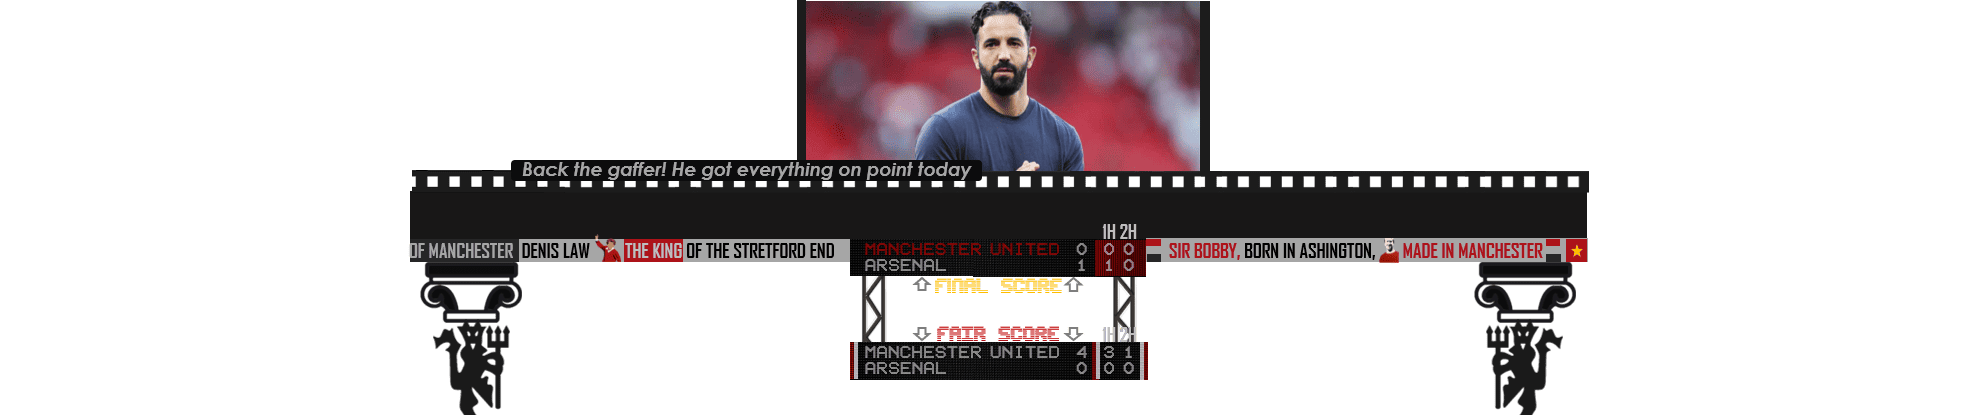 Back the gaffer! He got everything on point today
1H 2H
OF MANCHESTER DENIS LAW THE KING OF THE STRETFORD END
MANCHESTER UNITED 0 0 0
ARSENAL 1 1 0
SIR BOBBY, BORN IN ASHINGTON, MADE IN MANCHESTER
FINAL SCORE
FAIR SCORE
1H 2H
MANCHESTER UNITED 4 3 1
ARSENAL 0 0 0